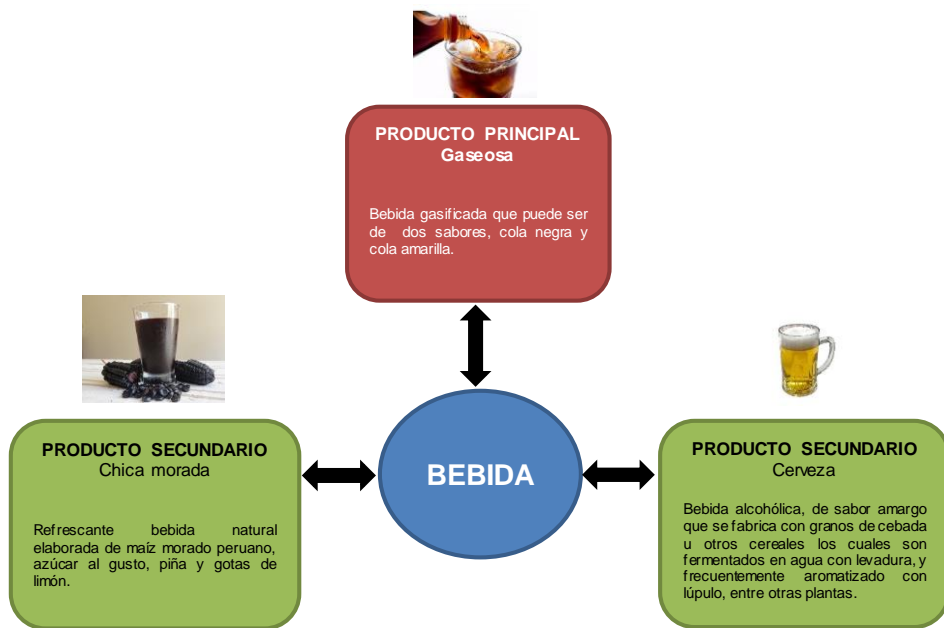 PRODUCTO PRINCIPAL
Gaseosa
Bebida gasificada que puede ser
de dos sabores, cola negra y
cola amarilla.
PRODUCTO SECUNDARIO
Chica morada
Refrescante bebida natural
elaborada de maíz morado peruano,
azúcar al gusto, piña y gotas de
limón.
BEBIDA
PRODUCTO SECUNDARIO
Cerveza
Bebida alcohólica, de sabor amargo
que se fabrica con granos de cebada
u otros cereales los cuales son
fermentados en agua con levadura, y
frecuentemente aromatizado con
lúpulo, entre otras plantas.